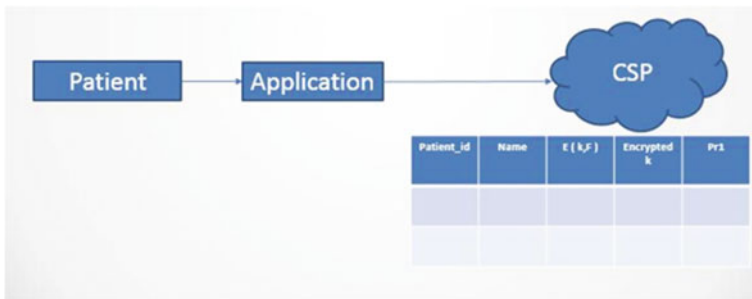 Patient
Application
CSP
Patient_id Name E ( k,F ) Encrypted k Pr1